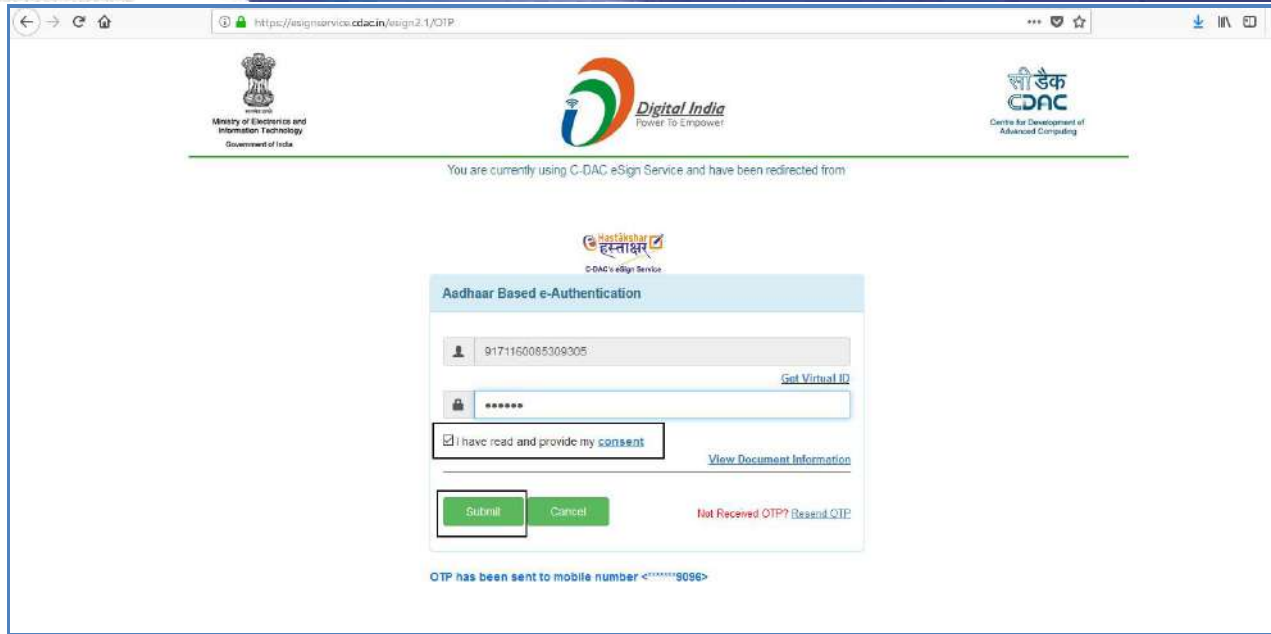 https://esignservice.cdac.in/esign2.1/OTP
सत्यमेव जयते
Ministry of Electronics and
Information Technology
Government of India
Digital India
Power To Empower
सी डैक
CDAC
Centre for Development of
Advanced Computing
You are currently using C-DAC eSign Service and have been redirected from
e Hastākshar
हस्ताक्षर
C-DAC's eSign Service
Aadhaar Based e-Authentication
9171160085309305
Get Virtual ID
••••••
I have read and provide my consent
View Document Information
Submit
Cancel
Not Received OTP? Resend OTP
OTP has been sent to mobile number <*******9096>